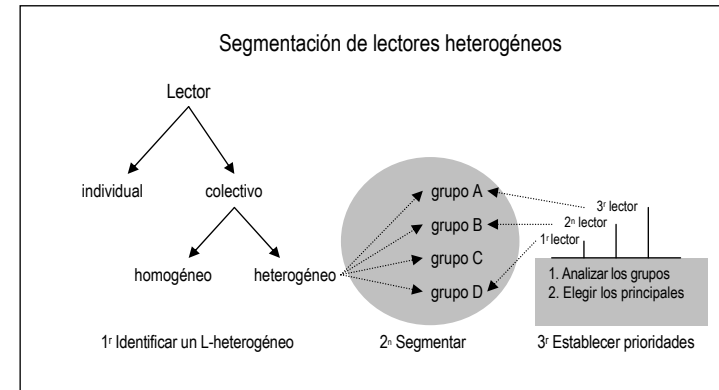 Segmentación de lectores heterogéneos
Lector
individual
colectivo
homogéneo
heterogéneo
grupo A
grupo B
grupo C
grupo D
3ʳ lector
2ⁿ lector
1ʳ lector
1. Analizar los grupos
2. Elegir los principales
1ʳ Identificar un L-heterogéneo
2ⁿ Segmentar
3ʳ Establecer prioridades